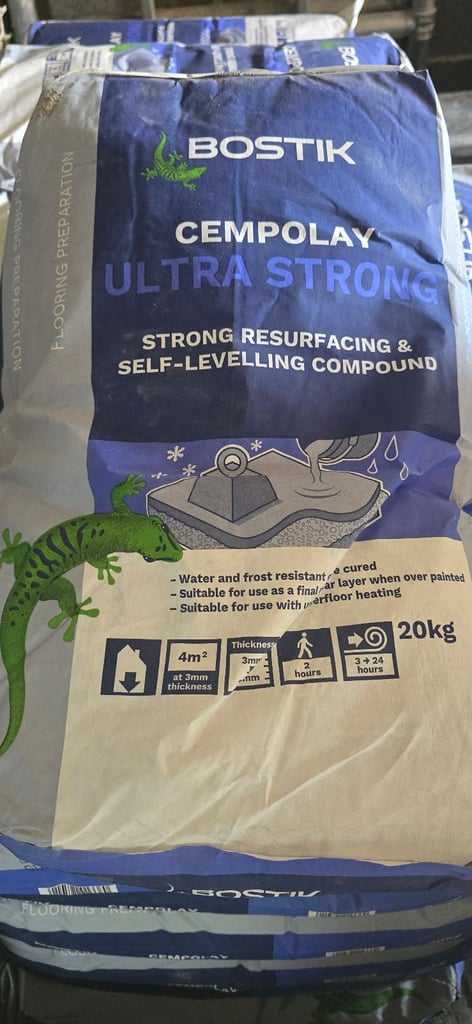 FLOORING PREPARATION
BOSTIK
CEMPOLAY
ULTRA STRONG
STRONG RESURFACING &
SELF-LEVELLING COMPOUND
- Water and frost resistant cured
- Suitable for use as a final layer when over painted
- Suitable for use with heating
4m²
at 3mm
thickness
Thickness
3mm
mm
2
hours
3 → 24
hours
20kg
BOSTIK
FLOORING
CEMPOLAY